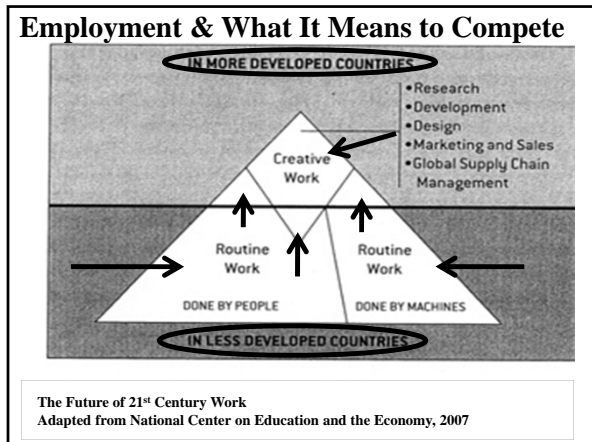 Employment & What It Means to Compete
IN MORE DEVELOPED COUNTRIES
•Research
•Development
•Design
•Marketing and Sales
•Global Supply Chain
Management
Creative
Work
Routine
Work
Routine
Work
DONE BY PEOPLE
DONE BY MACHINES
IN LESS DEVELOPED COUNTRIES
The Future of 21st Century Work
Adapted from National Center on Education and the Economy, 2007